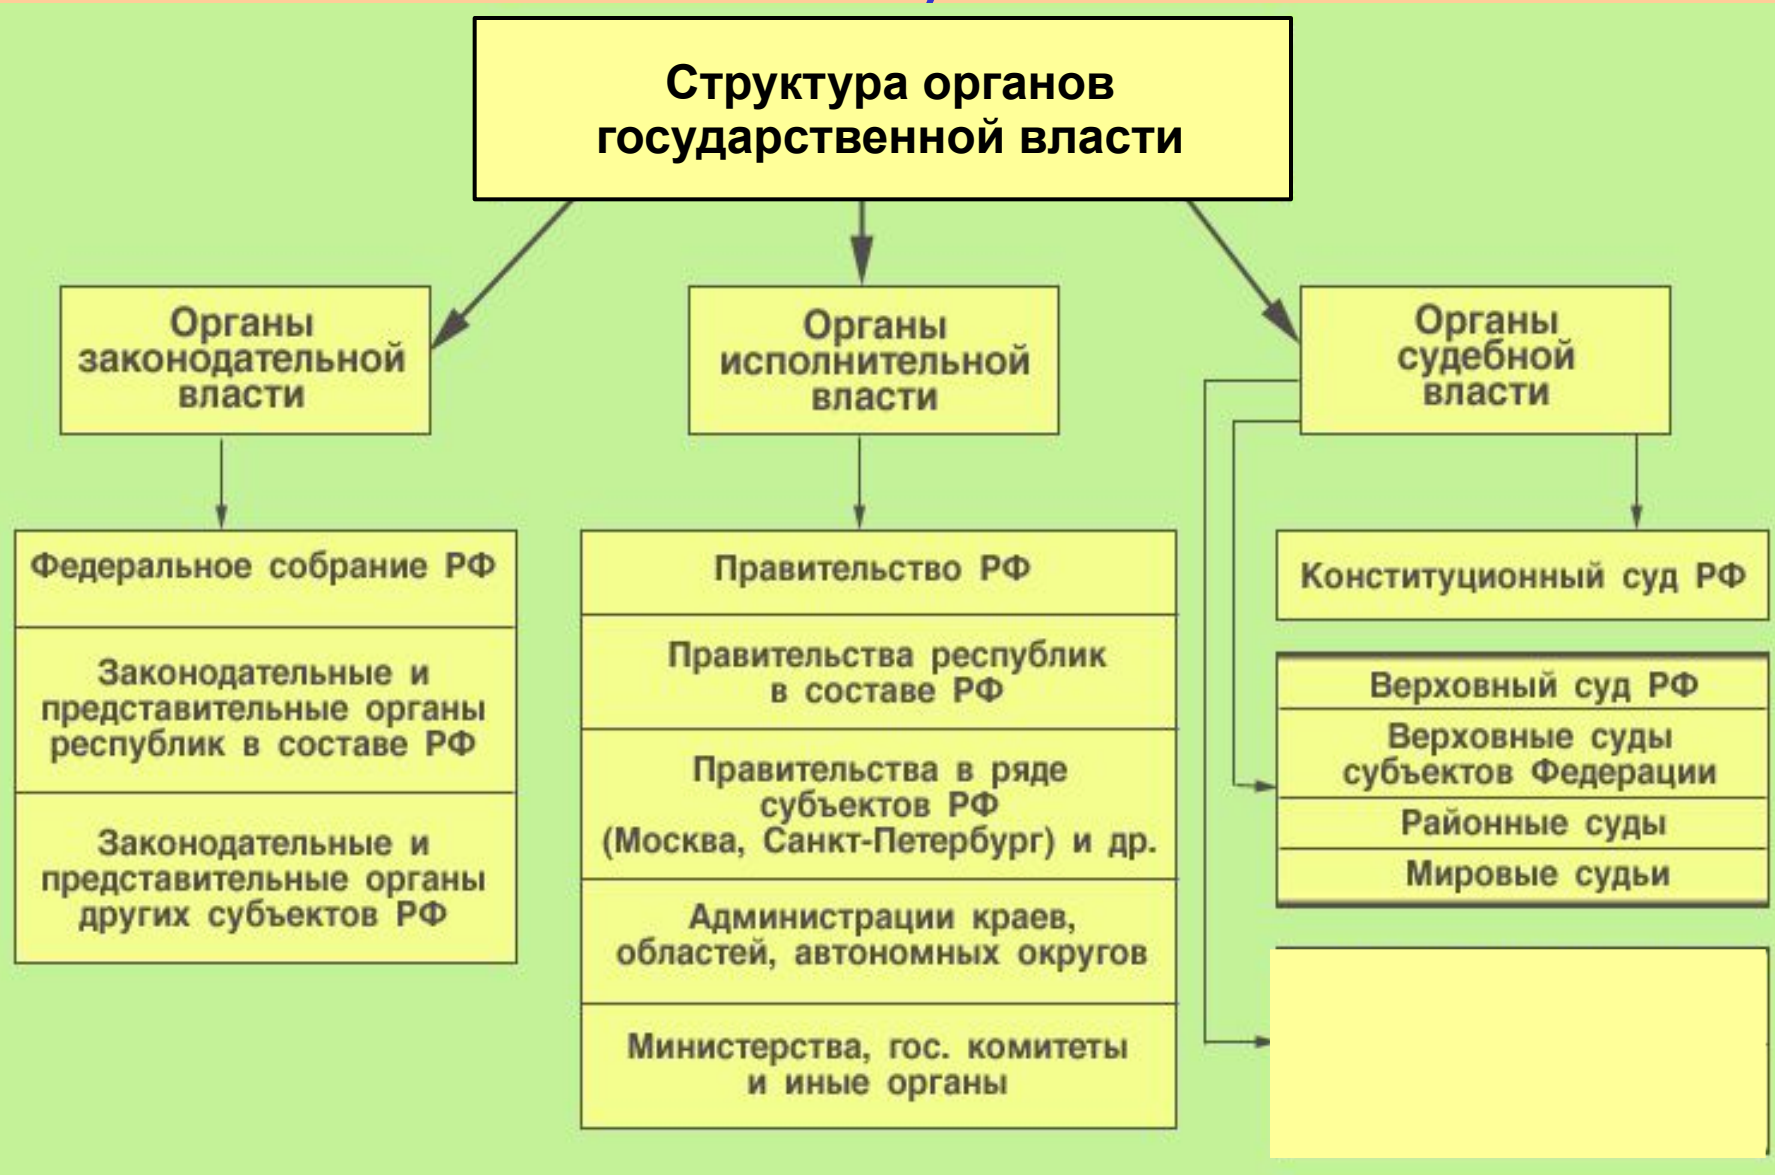 Структура органов
государственной власти
Органы
законодательной
власти
Федеральное собрание РФ
Законодательные и
представительные органы
республик в составе РФ
Законодательные и
представительные органы
других субъектов РФ
Органы
исполнительной
власти
Правительство РФ
Правительства республик
в составе РФ
Правительства в ряде
субъектов РФ
(Москва, Санкт-Петербург) и др.
Администрации краев,
областей, автономных округов
Министерства, гос. комитеты
и иные органы
Органы
судебной
власти
Конституционный суд РФ
Верховный суд РФ
Верховные суды
субъектов Федерации
Районные суды
Мировые судьи